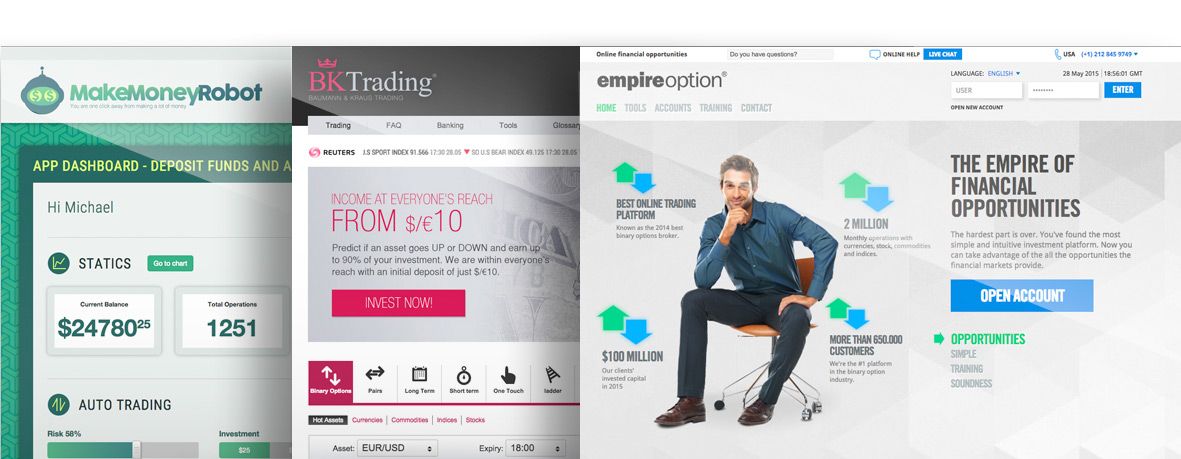 MakeMoneyRobot
You are one click away from making a lot of money
APP DASHBOARD - DEPOSIT FUNDS AND A
Hi Michael
STATICS
Go to chart
Current Balance
$24780²⁵
Total Operations
1251
AUTO TRADING
Risk 58%
Investment
$25
BKTrading®
BAUMANN & KRAUS TRADING
Trading FAQ Banking Tools Glossary
REUTERS J.S SPORT INDEX 91.566 17:30 28.05 SO U.S BEAR INDEX 49.125 17:30 28.05
INCOME AT EVERYONE'S REACH
FROM $/€10
Predict if an asset goes UP or DOWN and earn up
to 90% of your investment. We are within everyone's
reach with an initial deposit of just $/€10.
INVEST NOW!
Binary Options Pairs Long Term Short term One Touch ladder
Hot Assets Currencies Commodities Indices Stocks
Asset: EUR/USD Expiry: 18:00
Online financial opportunities Do you have questions? ONLINE HELP LIVE CHAT USA (+1) 212 845 9749
empireoption®
LANGUAGE: ENGLISH 28 May 2015 18:56:01 GMT
USER ******** ENTER
OPEN NEW ACCOUNT
HOME TOOLS ACCOUNTS TRAINING CONTACT
BEST ONLINE TRADING
PLATFORM
Known as the 2014 best
binary options broker.
2 MILLION
Monthly operations with
currencies, stock, commodities
and indices.
$100 MILLION
Our clients'
invested capital
in 2015
MORE THAN 650.000
CUSTOMERS
We're the #1 platform
in the binary option
industry.
THE EMPIRE OF
FINANCIAL
OPPORTUNITIES
The hardest part is over. You've found the most
simple and intuitive investment platform. Now you
can take advantage of the all the opportunities the
financial markets provide.
OPEN ACCOUNT
OPPORTUNITIES
SIMPLE
TRAINING
SOUNDNESS